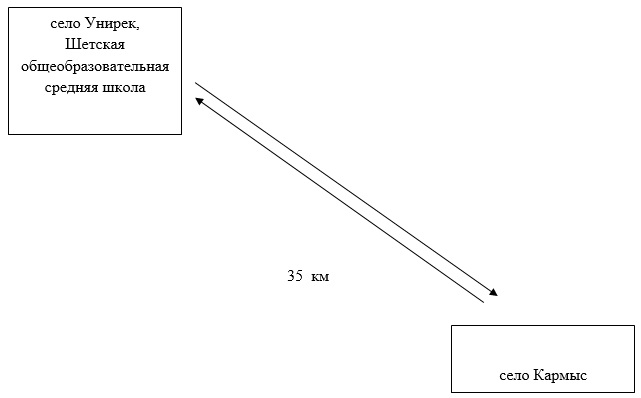 село Унирек,
Шетская
общеобразовательная
средняя школа
35 км
село Кармыс